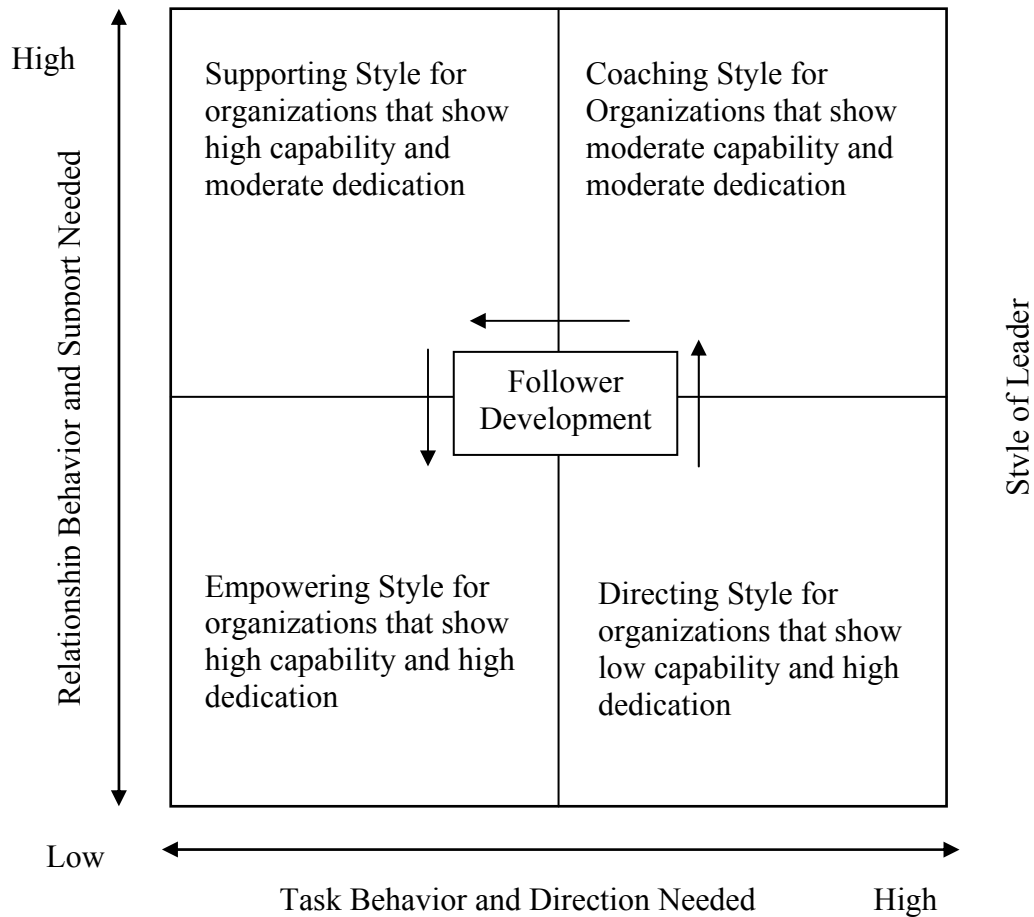 High
Supporting Style for
organizations that show
high capability and
moderate dedication
Coaching Style for
Organizations that show
moderate capability and
moderate dedication
Relationship Behavior and Support Needed
Style of Leader
Follower
Development
Empowering Style for
organizations that show
high capability and high
dedication
Directing Style for
organizations that show
low capability and high
dedication
Low
Task Behavior and Direction Needed
High